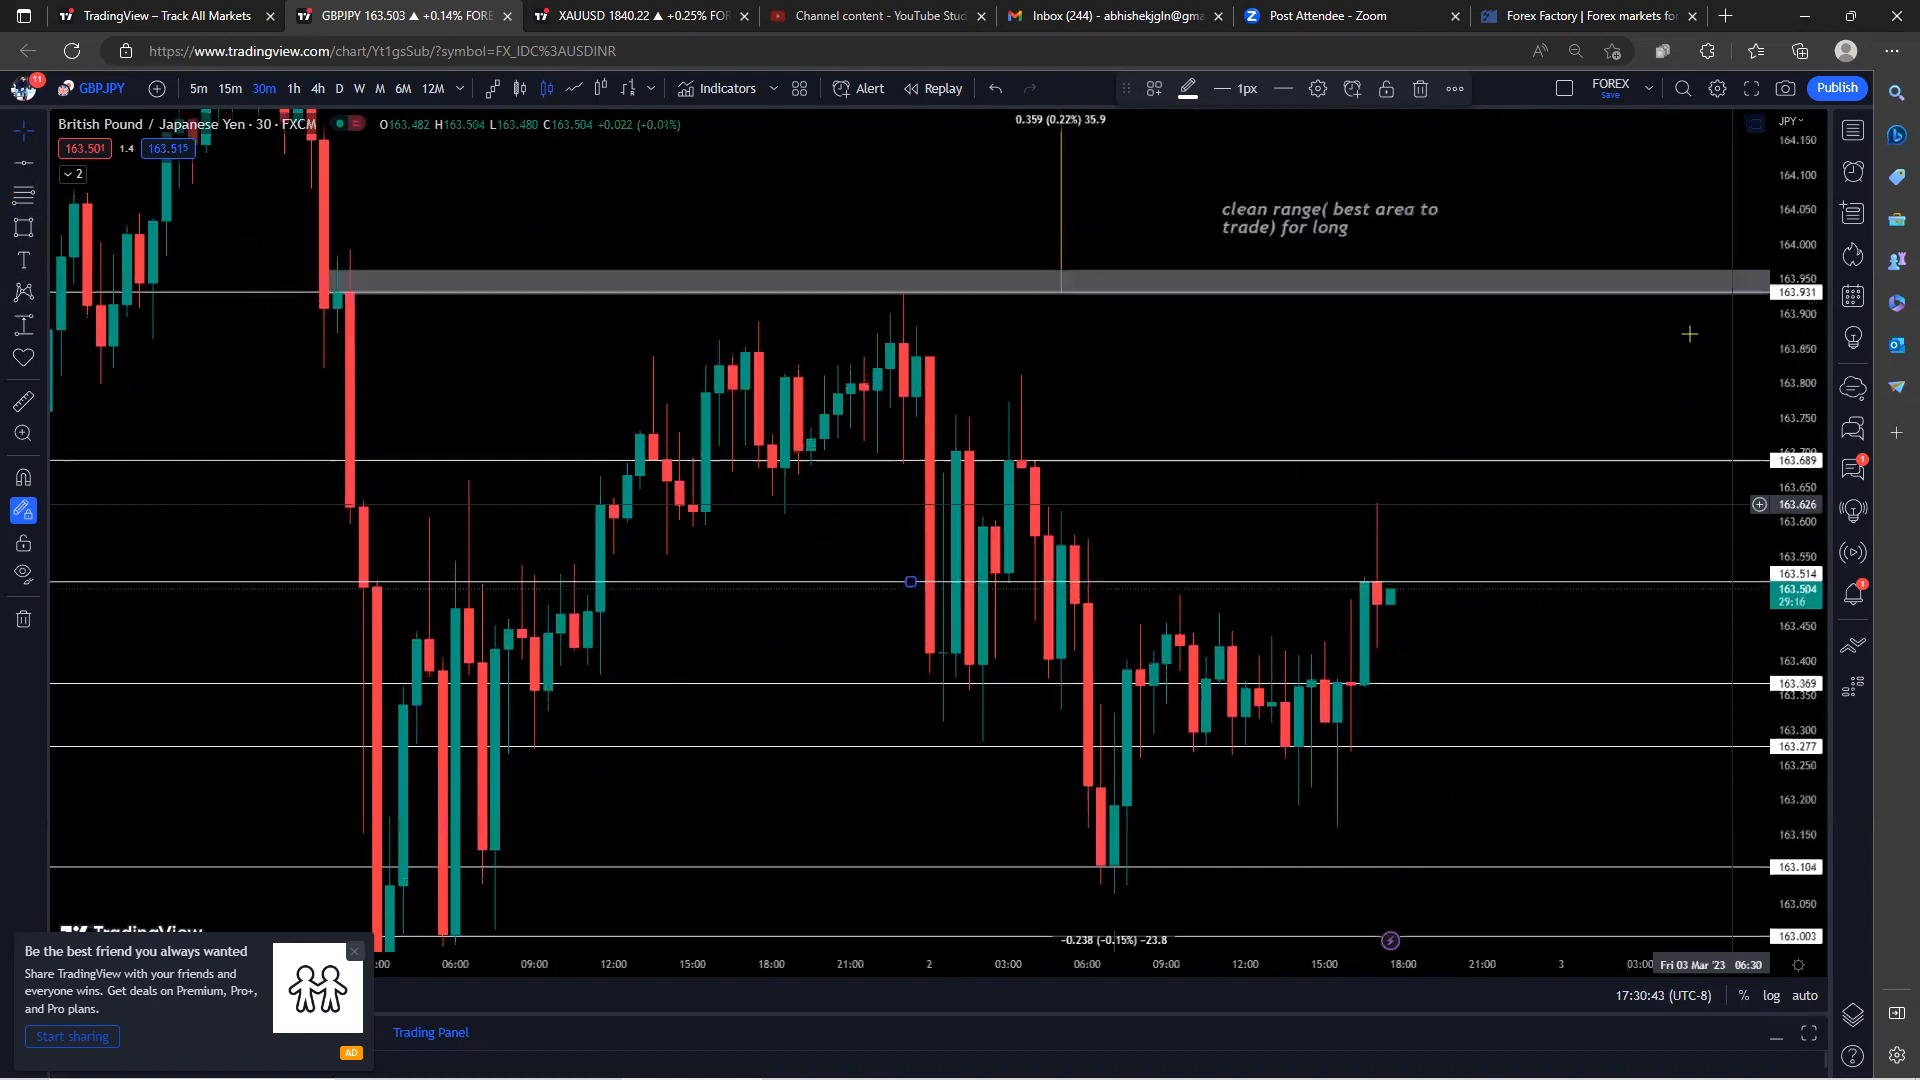 TradingView – Track All Markets
GBPJPY 163.503 ▲ +0.14% FORE
XAUUSD 1840.22 ▲ +0.25% FOR
Channel content - YouTube Stud
Inbox (244) - abhishekjgln@gma
Post Attendee - Zoom
Forex Factory | Forex markets for
https://www.tradingview.com/chart/Yt1gsSub/?symbol=FX_IDC%3AUSDINR
11
GBPJPY
5m 15m 30m 1h 4h D W M 6M 12M
Indicators
Alert
Replay
1px
FOREX
Save
Publish
British Pound / Japanese Yen · 30 · FXCM
O163.482 H163.504 L163.480 C163.504 +0.022 (+0.01%)
163.501 1.4 163.515
2
0.359 (0.22%) 35.9
JPY
clean range( best area to
trade) for long
164.150
164.100
164.050
164.000
163.950
163.931
163.900
163.850
163.800
163.750
163.689
163.650
163.626
163.600
163.550
163.514
163.504
29:16
163.450
163.400
163.369
163.350
163.300
163.277
163.250
163.200
163.150
163.104
163.050
163.003
-0.238 (-0.15%) -23.8
TradingView
:00 06:00 09:00 12:00 15:00 18:00 21:00 2 03:00 06:00 09:00 12:00 15:00 18:00 21:00 3 03:00 Fri 03 Mar '23 06:30
17:30:43 (UTC-8) % log auto
Trading Panel
Be the best friend you always wanted
Share TradingView with your friends and
everyone wins. Get deals on Premium, Pro+,
and Pro plans.
Start sharing
AD
1
1